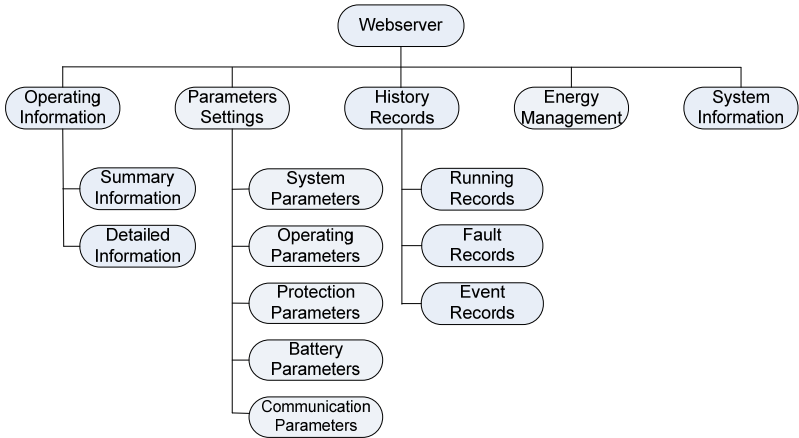 Webserver
Operating
Information
Parameters
Settings
History
Records
Energy
Management
System
Information
Summary
Information
Detailed
Information
System
Parameters
Operating
Parameters
Protection
Parameters
Battery
Parameters
Communication
Parameters
Running
Records
Fault
Records
Event
Records